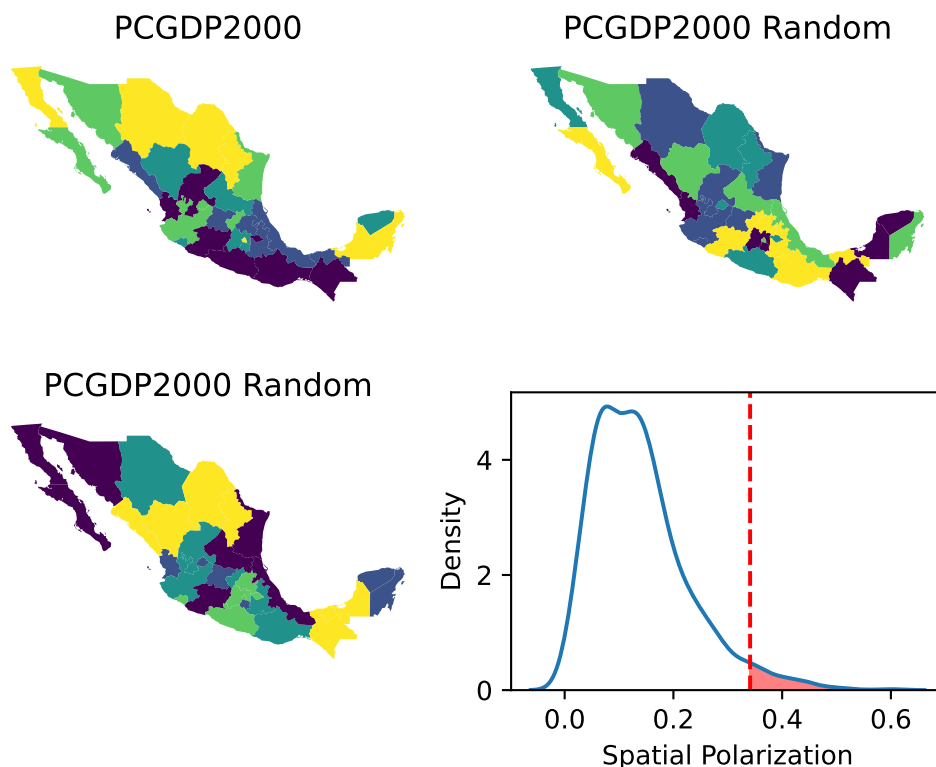 PCGDP2000
PCGDP2000 Random
PCGDP2000 Random
Density
4
2
0
0.0 0.2 0.4 0.6
Spatial Polarization